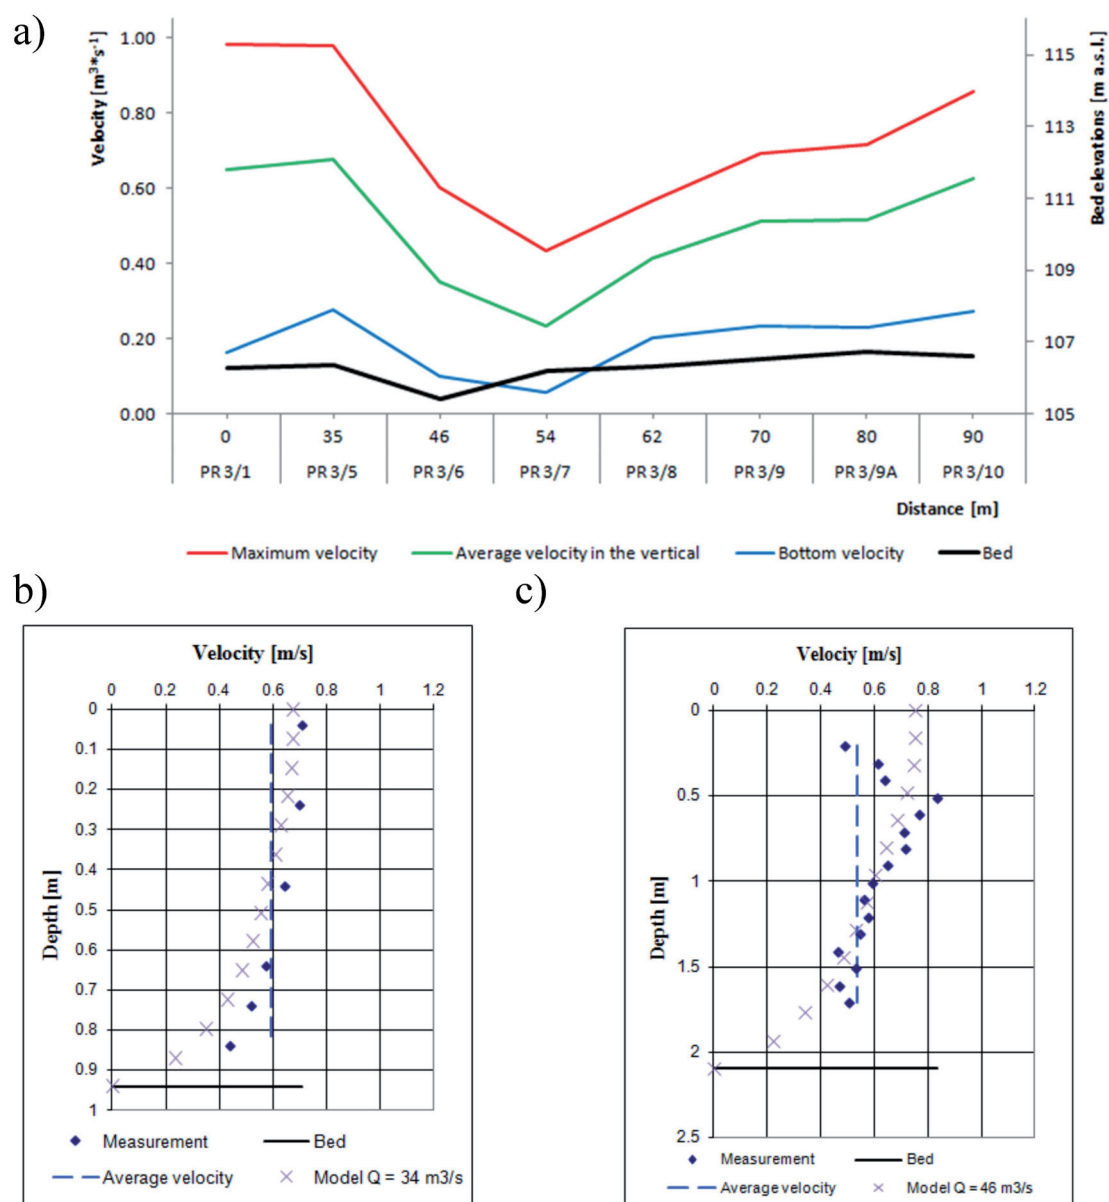 a)
Velocity [m³*s⁻¹]
1.00
0.80
0.60
0.40
0.20
0.00
Bed elevations [m a.s.l.]
115
113
111
109
107
105
0 35 46 54 62 70 80 90
PR 3/1 PR 3/5 PR 3/6 PR 3/7 PR 3/8 PR 3/9 PR 3/9A PR 3/10
Distance [m]
Maximum velocity Average velocity in the vertical Bottom velocity Bed
b)
Velocity [m/s]
0 0.2 0.4 0.6 0.8 1 1.2
Depth [m]
0
0.1
0.2
0.3
0.4
0.5
0.6
0.7
0.8
0.9
1
Measurement Bed
Average velocity Model Q = 34 m3/s
c)
Velociy [m/s]
0 0.2 0.4 0.6 0.8 1 1.2
Depth [m]
0
0.5
1
1.5
2
2.5
Measurement Bed
Average velocity Model Q = 46 m3/s